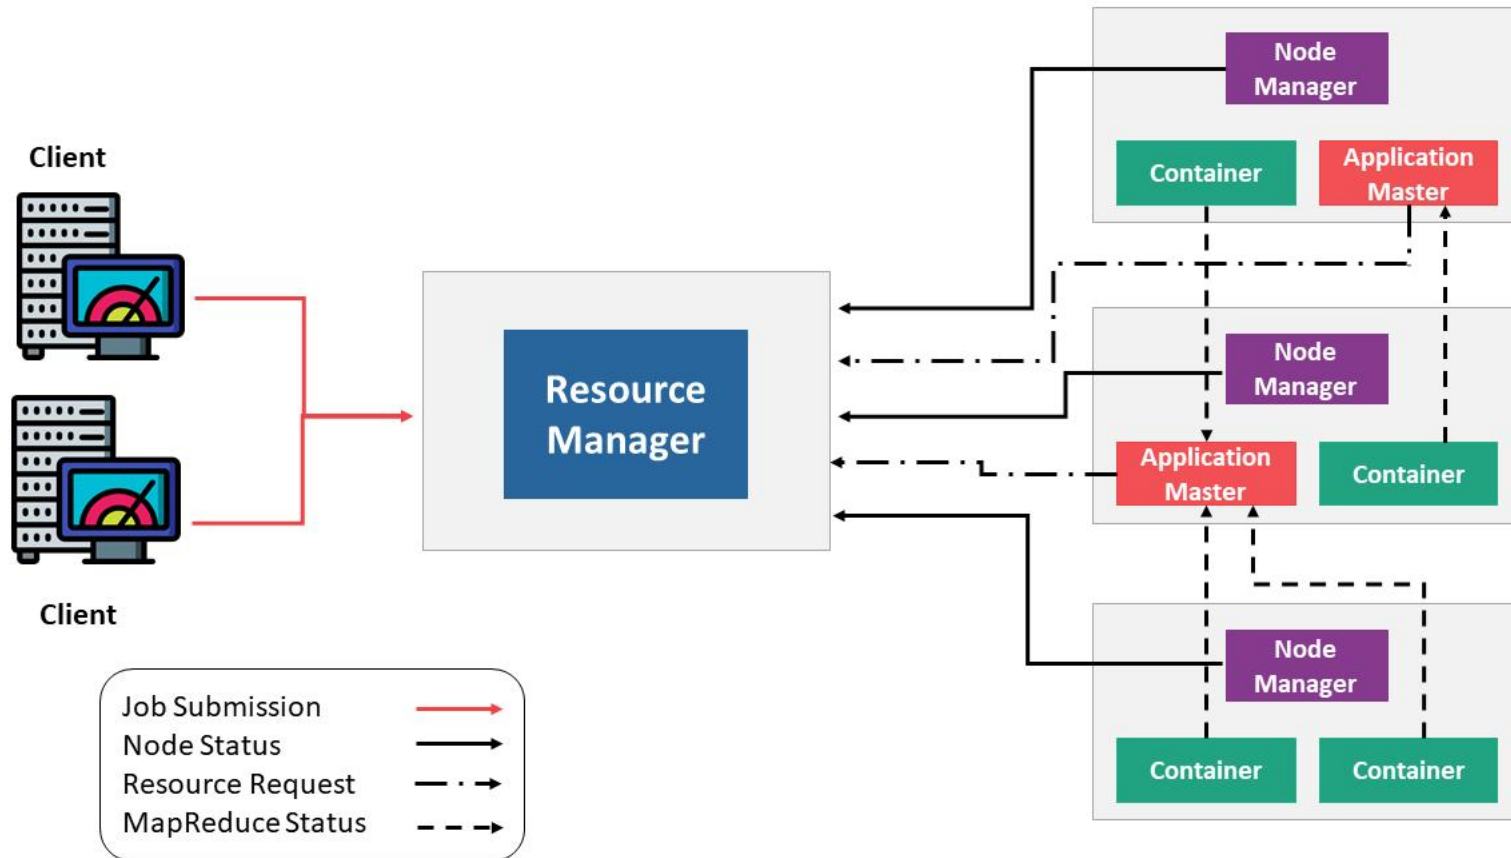 Client
Client
Job Submission
Node Status
Resource Request
MapReduce Status
Resource
Manager
Node
Manager
Container
Application
Master
Node
Manager
Application
Master
Container
Node
Manager
Container
Container